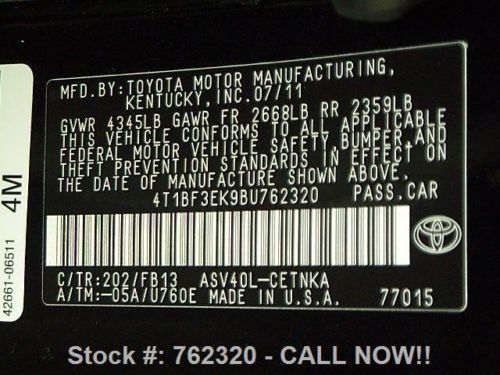 MFD.BY:TOYOTA MOTOR MANUFACTURING,
KENTUCKY,INC.07/11
GVWR 4345LB GAWR FR 2668LB RR 2359LB
THIS VEHICLE CONFORMS TO ALL APPLICABLE
FEDERAL MOTOR VEHICLE SAFETY,BUMPER,AND
THEFT PREVENTION STANDARDS IN EFFECT ON
THE DATE OF MANUFACTURE SHOWN ABOVE.
4T1BF3EK9BU762320 PASS.CAR
C/TR:202/FB13 ASV40L-CETNKA
A/TM:-05A/U760E MADE IN U.S.A. 77015
4M
42661-06511
Stock #: 762320 - CALL NOW!!